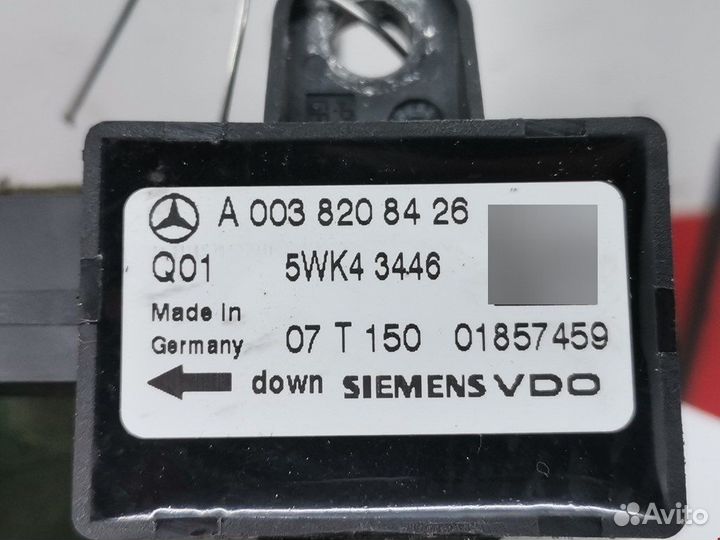 A 003 820 84 26
Q01 5WK4 3446
Made in
Germany 07 T 150 01857459
down SIEMENS VDO
Avito